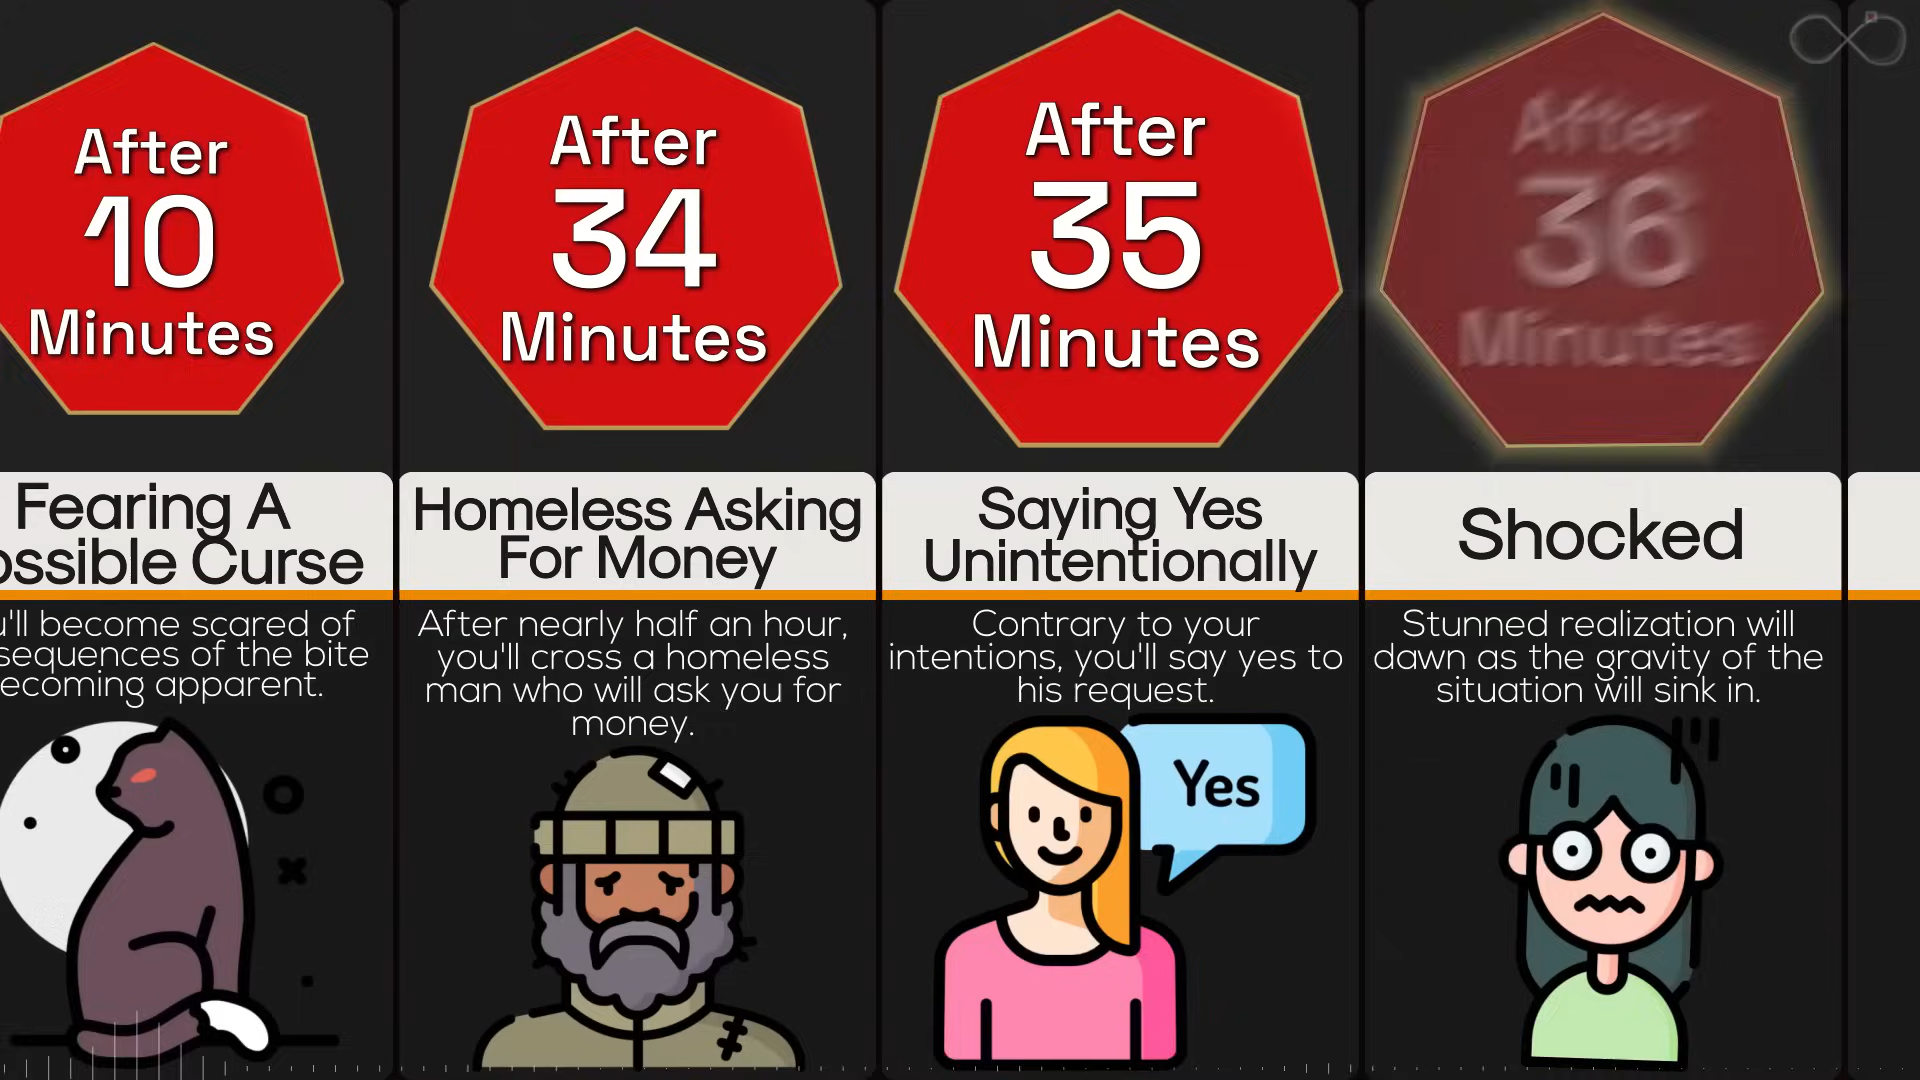 After
10
Minutes
Fearing A
ossible Curse
u'll become scared of
sequences of the bite
ecoming apparent.
After
34
Minutes
Homeless Asking
For Money
After nearly half an hour,
you'll cross a homeless
man who will ask you for
money.
After
35
Minutes
Saying Yes
Unintentionally
Contrary to your
intentions, you'll say yes to
his request.
Yes
After
36
Minutes
Shocked
Stunned realization will
dawn as the gravity of the
situation will sink in.